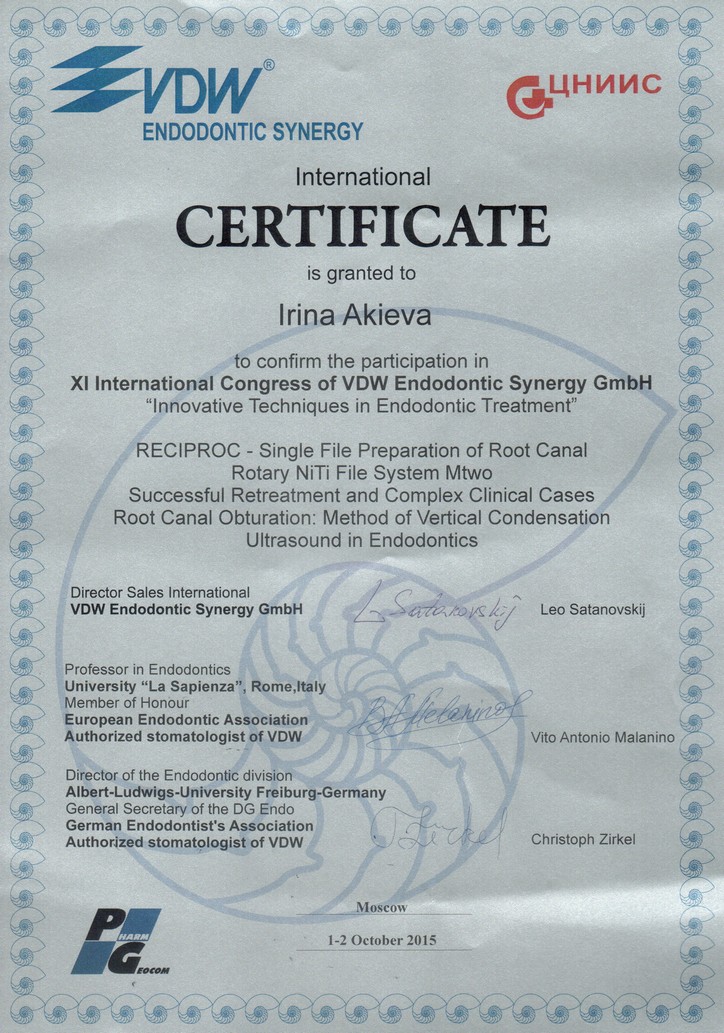 VDW®
ENDODONTIC SYNERGY
ЦНИИС
International
CERTIFICATE
is granted to
Irina Akieva
to confirm the participation in
XI International Congress of VDW Endodontic Synergy GmbH
“Innovative Techniques in Endodontic Treatment”
RECIPROC - Single File Preparation of Root Canal
Rotary NiTi File System Mtwo
Successful Retreatment and Complex Clinical Cases
Root Canal Obturation: Method of Vertical Condensation
Ultrasound in Endodontics
Director Sales International
VDW Endodontic Synergy GmbH
L Satanovskij
Leo Satanovskij
Professor in Endodontics
University “La Sapienza”, Rome,Italy
Member of Honour
European Endodontic Association
Authorized stomatologist of VDW
Vito Antonio Malanino
Director of the Endodontic division
Albert-Ludwigs-University Freiburg-Germany
General Secretary of the DG Endo
German Endodontist's Association
Authorized stomatologist of VDW
Zirkel
Christoph Zirkel
PHARM
GEOCOM
Moscow
1-2 October 2015